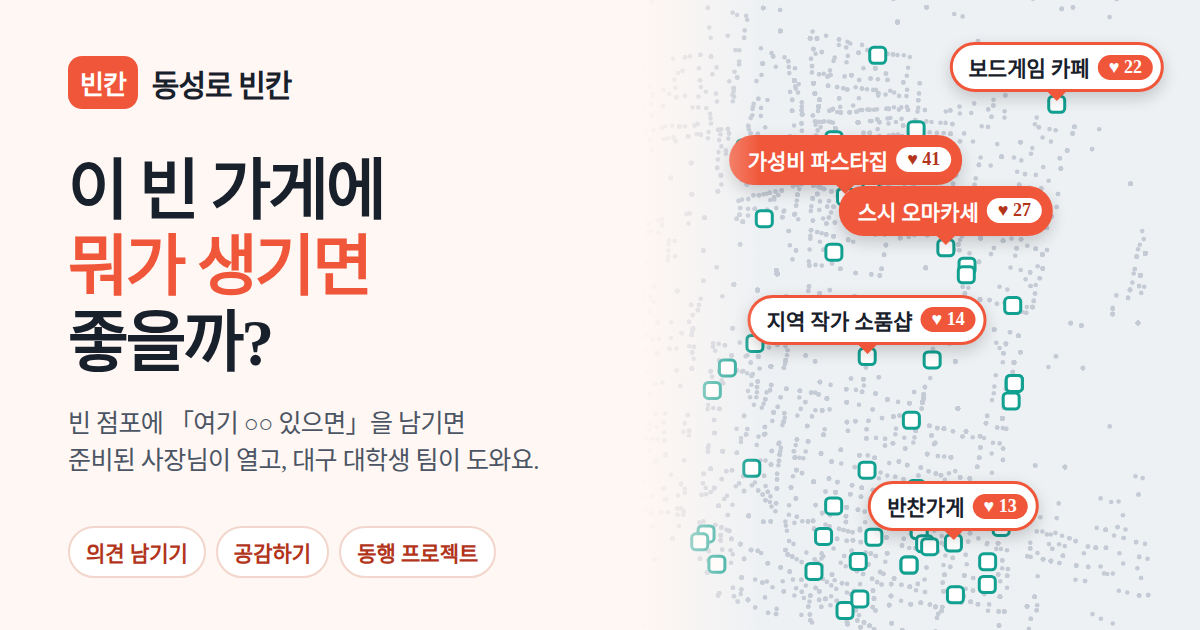 빈칸 동성로 빈칸
이 빈 가게에
뭐가 생기면
좋을까?
빈 점포에 「여기 ○○ 있으면」을 남기면
준비된 사장님이 열고, 대구 대학생 팀이 도와요.
의견 남기기 공감하기 동행 프로젝트
보드게임 카페 ♥ 22
가성비 파스타집 ♥ 41
스시 오마카세 ♥ 27
지역 작가 소품샵 ♥ 14
반찬가게 ♥ 13